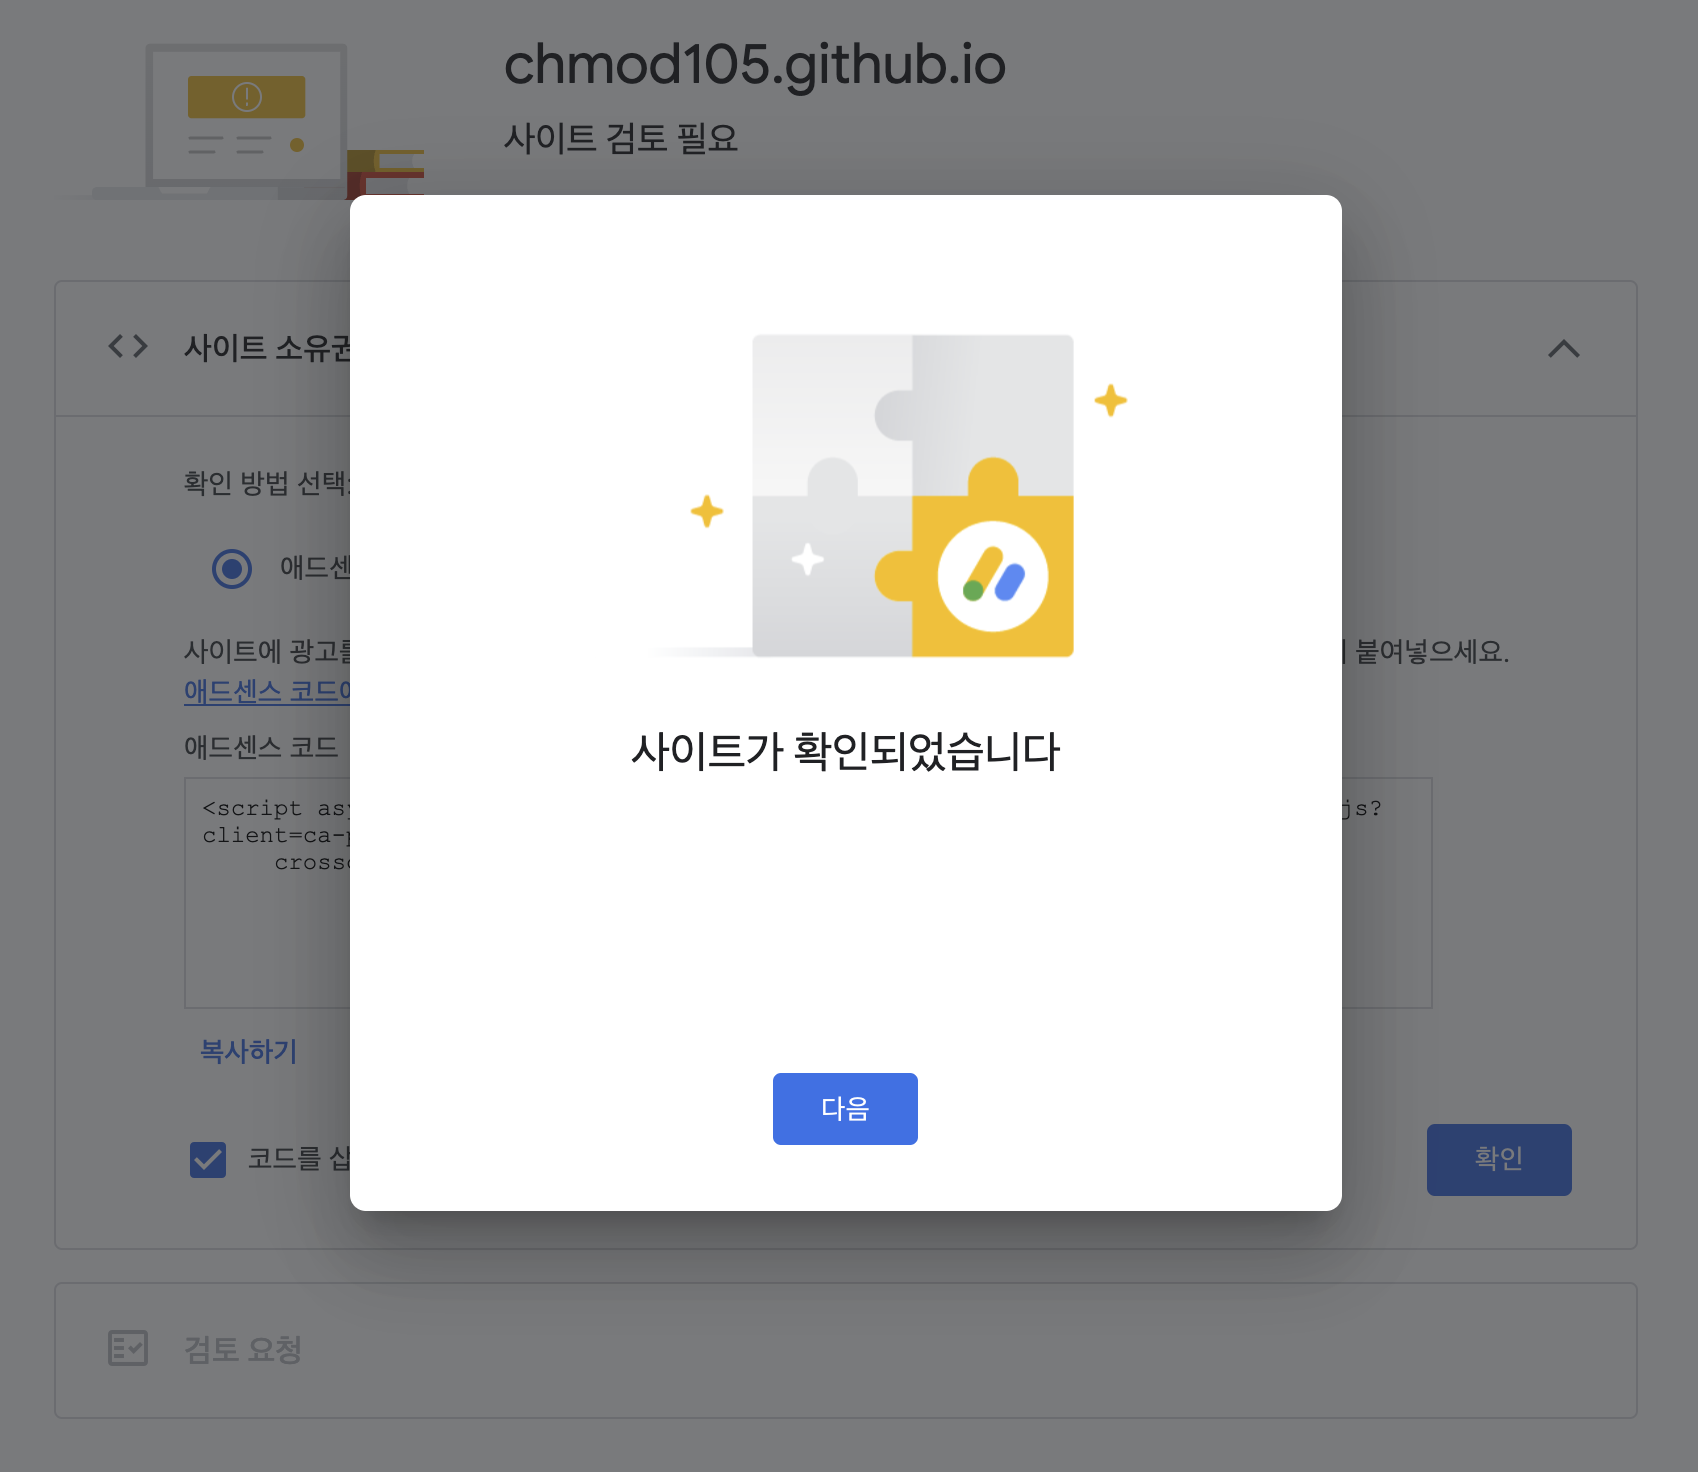 chmod105.github.io
사이트 검토 필요
사이트 소유권
확인 방법 선택
애드센
사이트에 광고를 붙여넣으세요.
애드센스 코드
애드센스 코드
<script as js?
client=ca-p
cross
복사하기
코드를 삽
확인
검토 요청
사이트가 확인되었습니다
다음